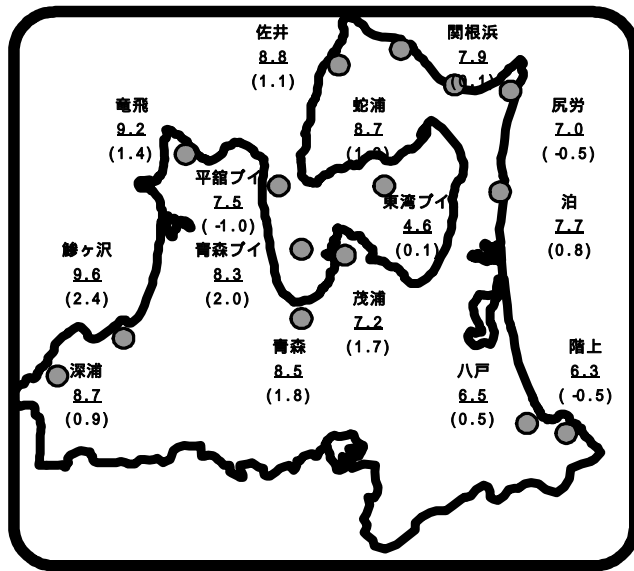 佐井
8.8
(1.1)
関根浜
7.9
(0.1)
竜飛
9.2
(1.4)
蛇浦
8.7
尻労
7.0
( -0.5)
平舘ブイ
7.5
( -1.0)
東湾ブイ
4.6
(0.1)
泊
7.7
(0.8)
鰺ヶ沢
9.6
(2.4)
青森ブイ
8.3
(2.0)
茂浦
7.2
(1.7)
深浦
8.7
(0.9)
青森
8.5
(1.8)
八戸
6.5
(0.5)
階上
6.3
( -0.5)